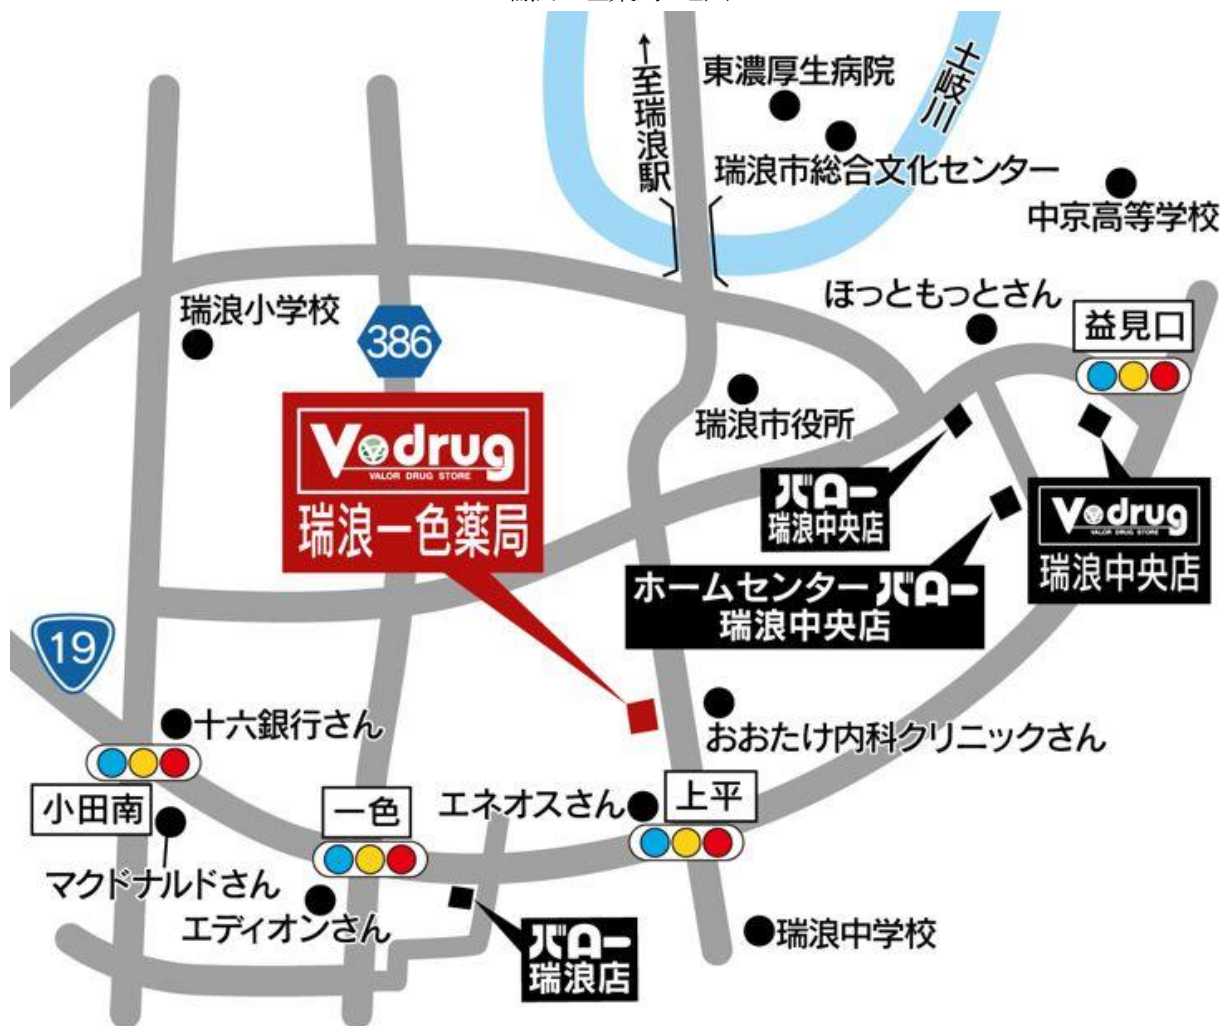 東濃厚生病院
土岐川
↑至瑞浪駅
瑞浪市総合文化センター
中京高等学校
ほっともっとさん
瑞浪小学校
益見口
386
瑞浪市役所
Vdrug
VALOR DRUG STORE
瑞浪一色薬局
バロー
瑞浪中央店
Vdrug
VALOR DRUG STORE
瑞浪中央店
ホームセンターバロー
瑞浪中央店
19
十六銀行さん
おおたけ内科クリニックさん
小田南
一色
エネオスさん
上平
マクドナルドさん
エディオンさん
バロー
瑞浪店
瑞浪中学校